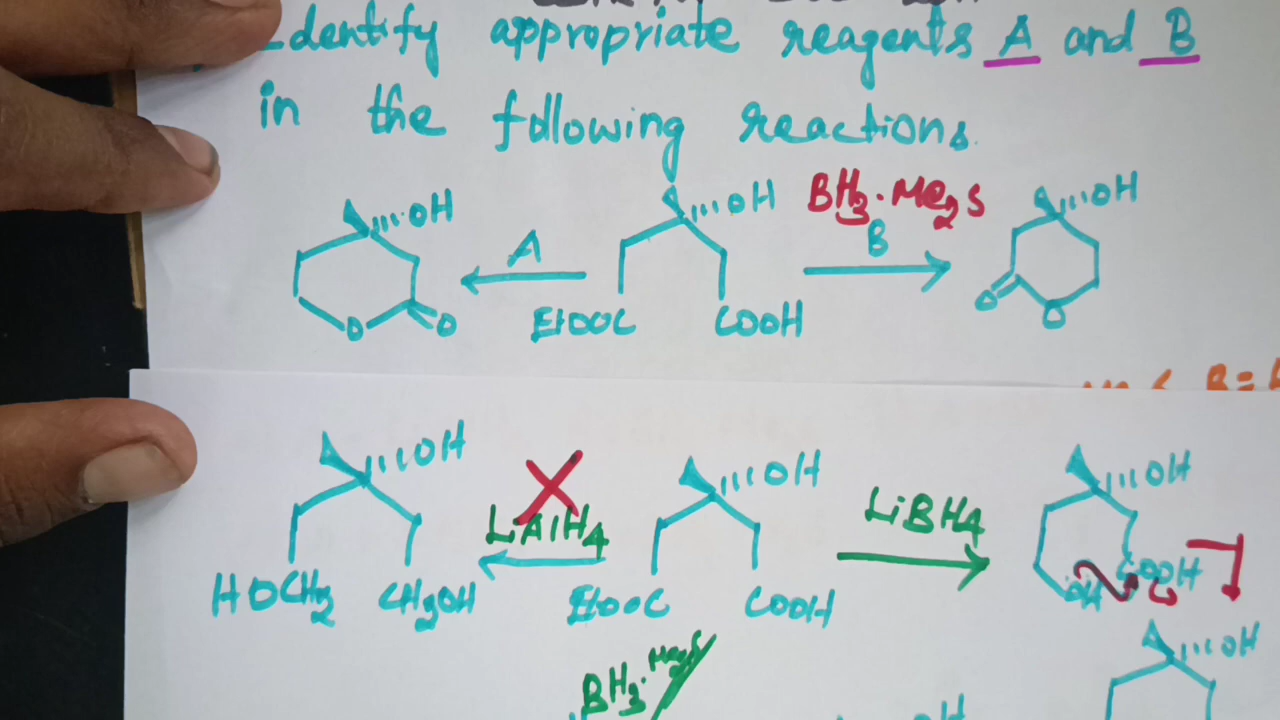 Identify appropriate reagents A and B
in the following reactions.
OH OH BH3.Me2S OH
A B
O O EtOOC COOH O O
B =
OH OH OH
LiAlH4 LiBH4
HOCH2 CH2OH EtOOC COOH OH COOH
BH3.Me2S OH